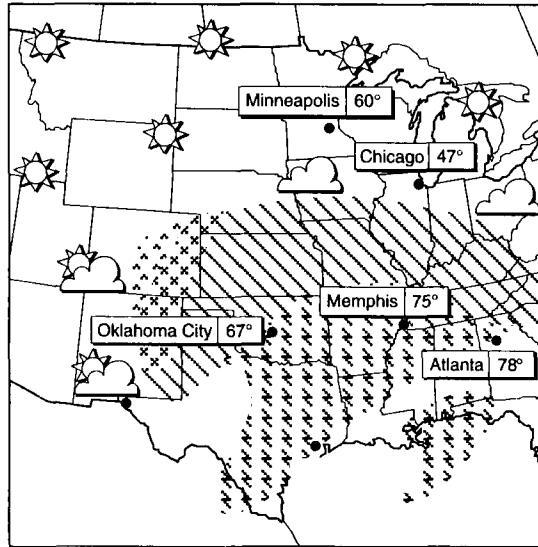 Minneapolis 60°
Chicago 47°
Memphis 75°
Oklahoma City 67°
Atlanta 78°